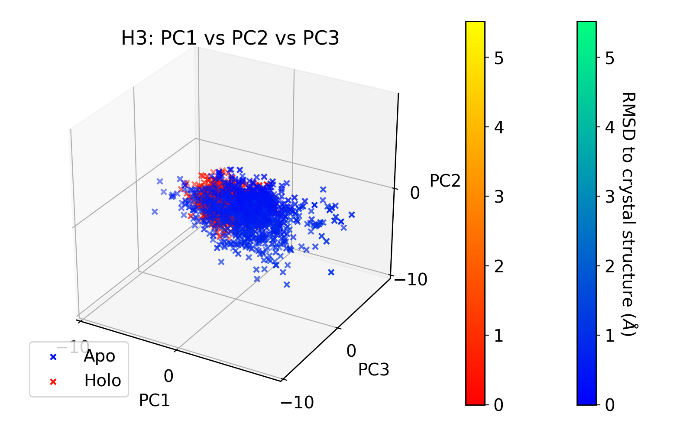 H3: PC1 vs PC2 vs PC3
5
4
3
2
1
0
5
4
3
2
1
0
RMSD to crystal structure (Å)
0
PC2
−10
0
PC3
−10
−10
0
PC1
Apo
Holo